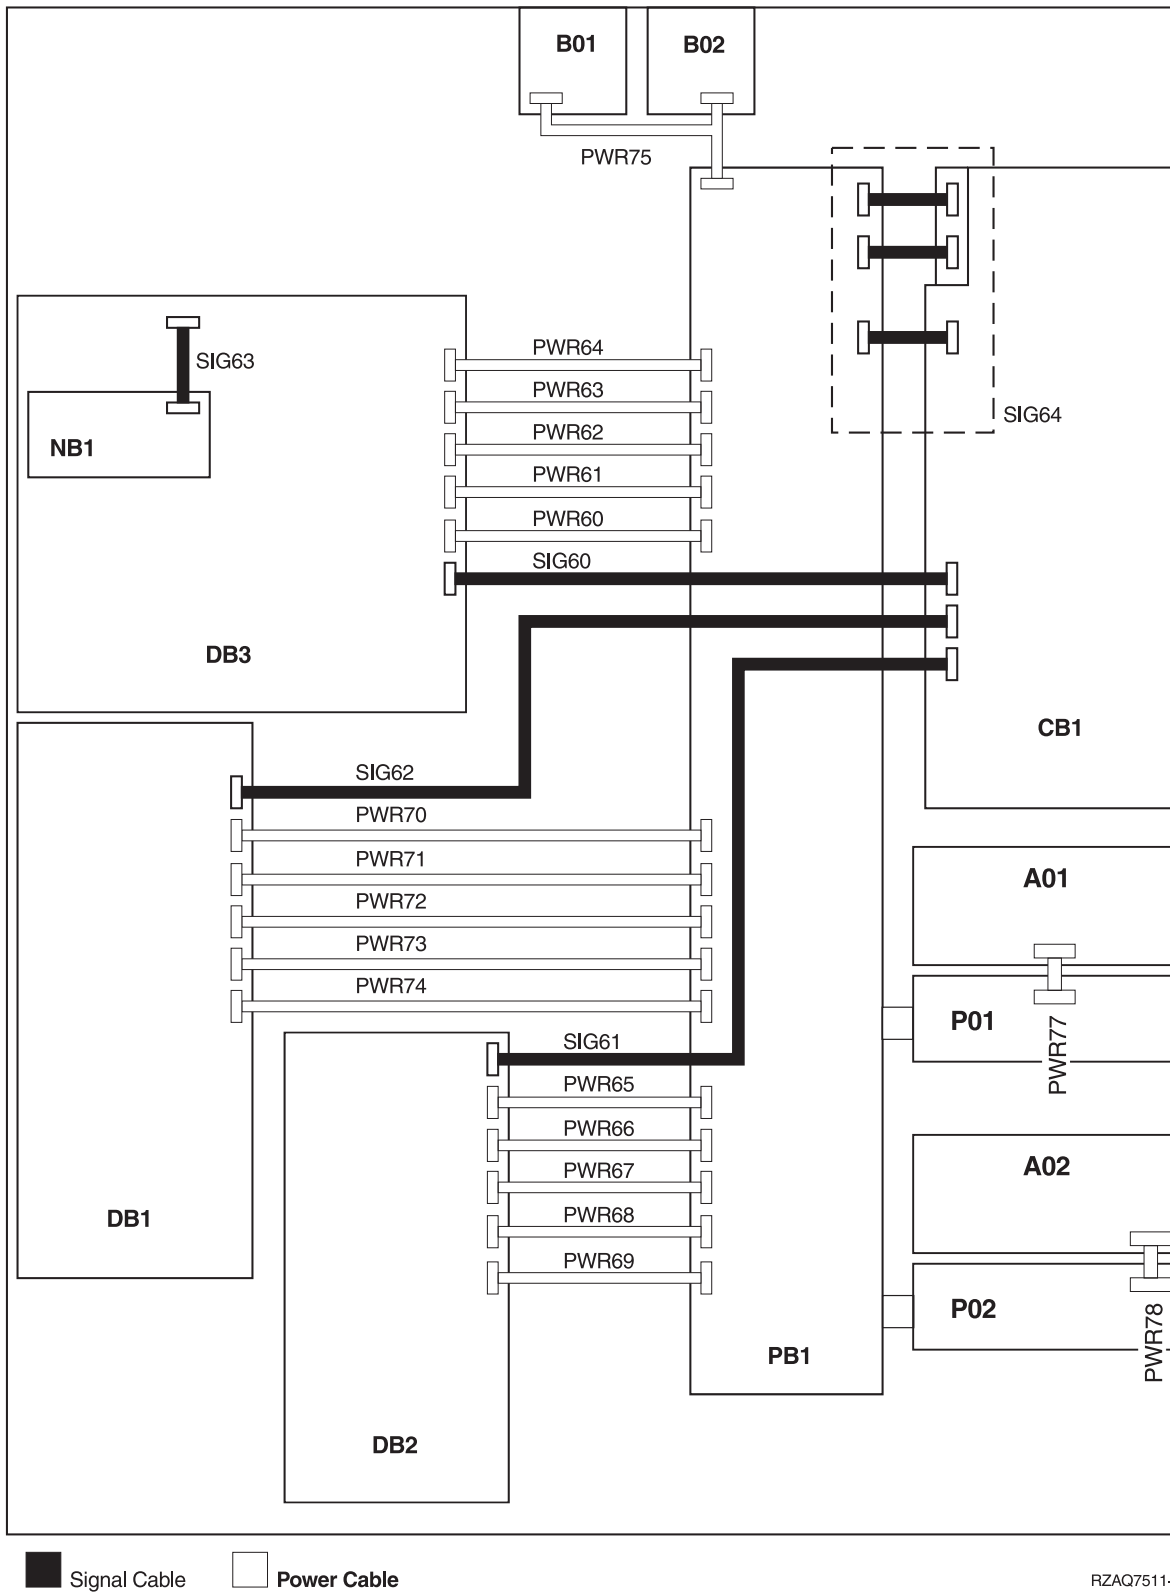 B01
B02
PWR75
SIG63
NB1
PWR64
PWR63
PWR62
PWR61
PWR60
SIG60
SIG64
DB3
CB1
SIG62
PWR70
PWR71
PWR72
PWR73
PWR74
A01
P01
PWR77
SIG61
PWR65
PWR66
PWR67
PWR68
PWR69
A02
P02
PWR78
DB1
PB1
DB2
Signal Cable
Power Cable
RZAQ7511-